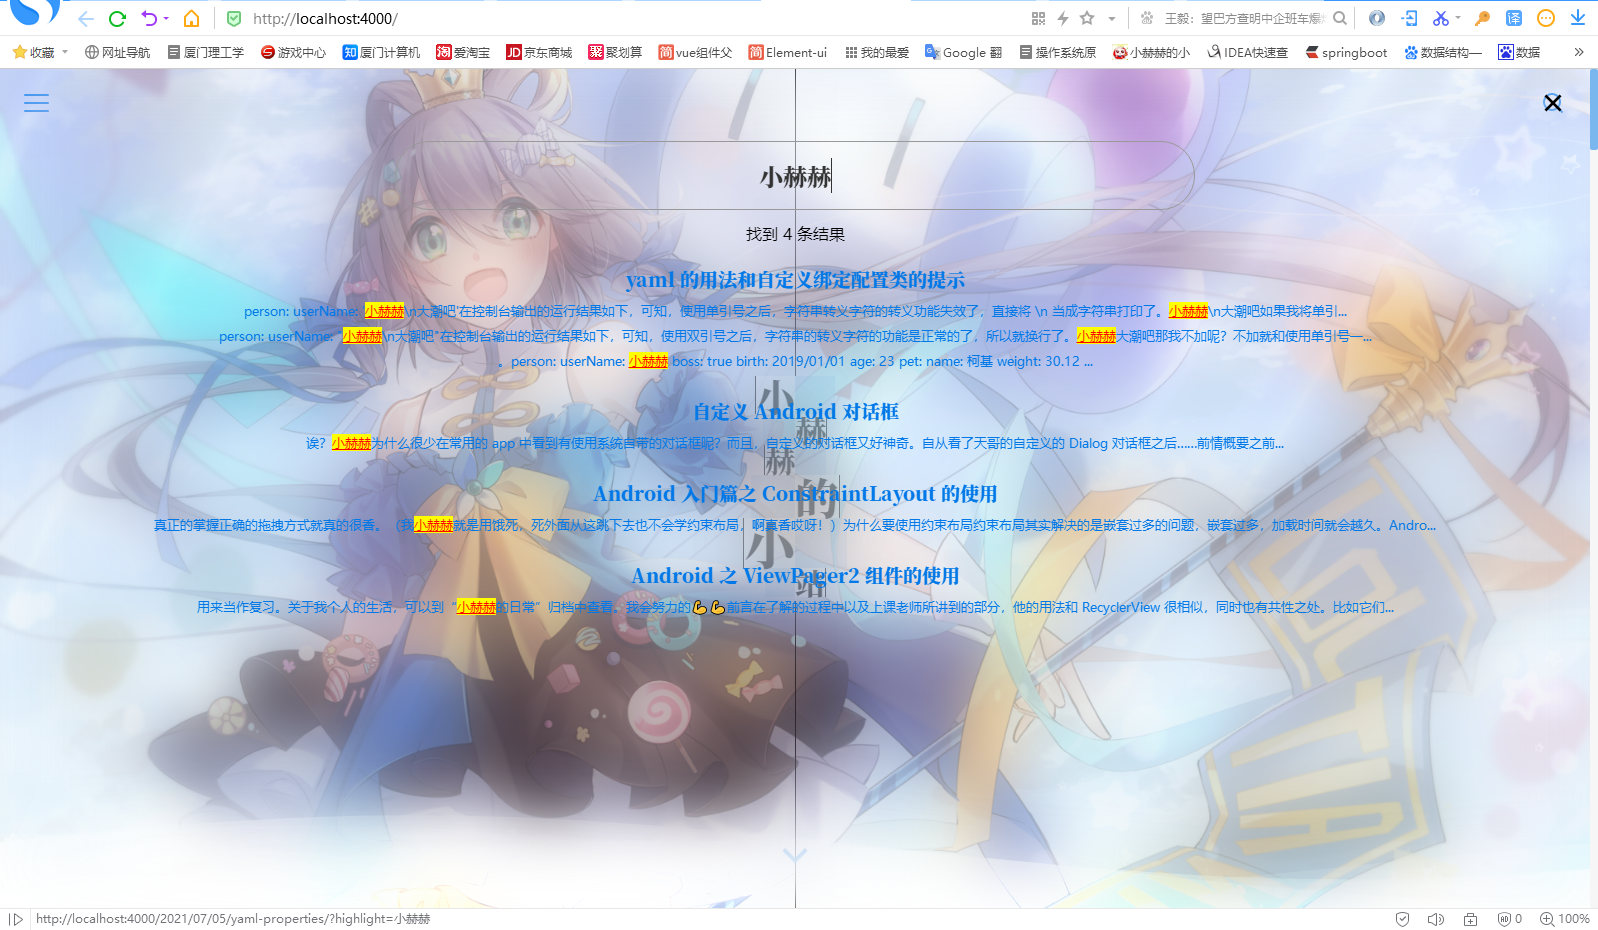 http://localhost:4000/
王毅：望巴方查明中企班车爆
收藏 网址导航 厦门理工学 游戏中心 厦门计算机 爱淘宝 京东商城 聚划算 vue组件父 Element-ui 我的最爱 Google 翻 操作系统原 小赫赫的小 IDEA快速查 springboot 数据结构— 数据
小赫赫
找到 4 条结果
yaml 的用法和自定义绑定配置类的提示
person: userName: '小赫赫\n大潮吧'在控制台输出的运行结果如下，可知，使用单引号之后，字符串转义字符的转义功能失效了，直接将 \n 当成字符串打印了。小赫赫\n大潮吧如果我将单引...
person: userName: "小赫赫\n大潮吧"在控制台输出的运行结果如下，可知，使用双引号之后，字符串的转义字符的功能是正常的了，所以就换行了。小赫赫大潮吧那我不加呢？不加就和使用单引号一...
。person: userName: 小赫赫 boss: true birth: 2019/01/01 age: 23 pet: name: 柯基 weight: 30.12 ...
自定义 Android 对话框
诶？小赫赫为什么很少在常用的 app 中看到有使用系统自带的对话框呢？而且，自定义的对话框又好神奇。自从看了天哥的自定义的 Dialog 对话框之后……前情概要之前...
Android 入门篇之 ConstraintLayout 的使用
真正的掌握正确的拖拽方式就真的很香。（我小赫赫就是用饿死，死外面从这跳下去也不会学约束布局，啊真香哎呀！）为什么要使用约束布局约束布局其实解决的是嵌套过多的问题，嵌套过多，加载时间就会越久。Andro...
Android 之 ViewPager2 组件的使用
用来当作复习。关于我个人的生活，可以到“小赫赫的日常”归档中查看。我会努力的💪💪前言在了解的过程中以及上课老师所讲到的部分，他的用法和 RecyclerView 很相似，同时也有共性之处。比如它们...
小赫赫的小站
http://localhost:4000/2021/07/05/yaml-properties/?highlight=小赫赫
0
100%